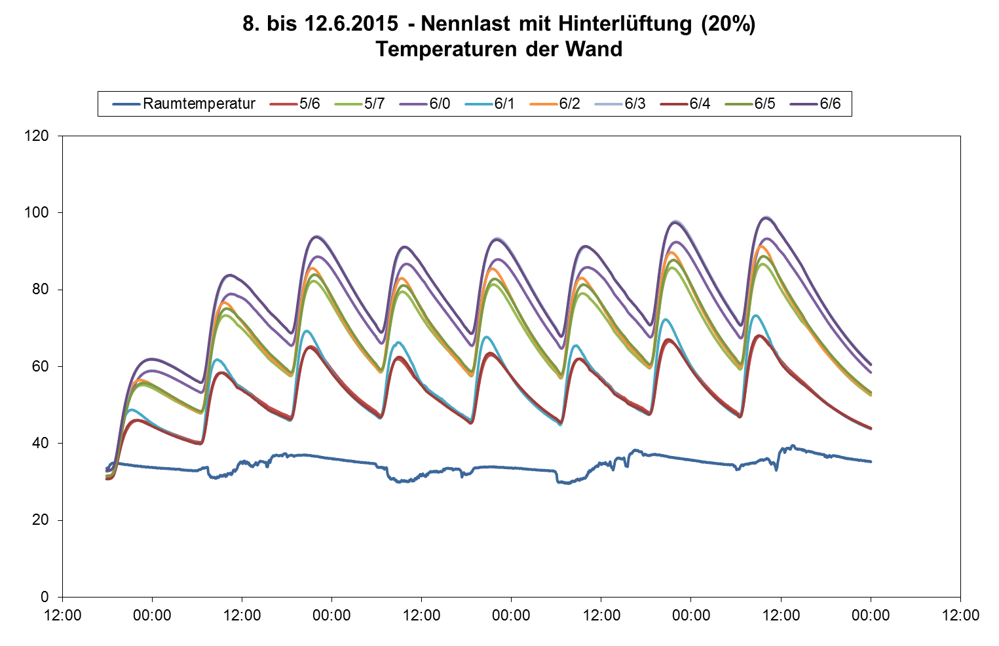 8. bis 12.6.2015 - Nennlast mit Hinterlüftung (20%)
Temperaturen der Wand
Raumtemperatur 5/6 5/7 6/0 6/1 6/2 6/3 6/4 6/5 6/6
120
100
80
60
40
20
0
12:00 00:00 12:00 00:00 12:00 00:00 12:00 00:00 12:00 00:00 12:00